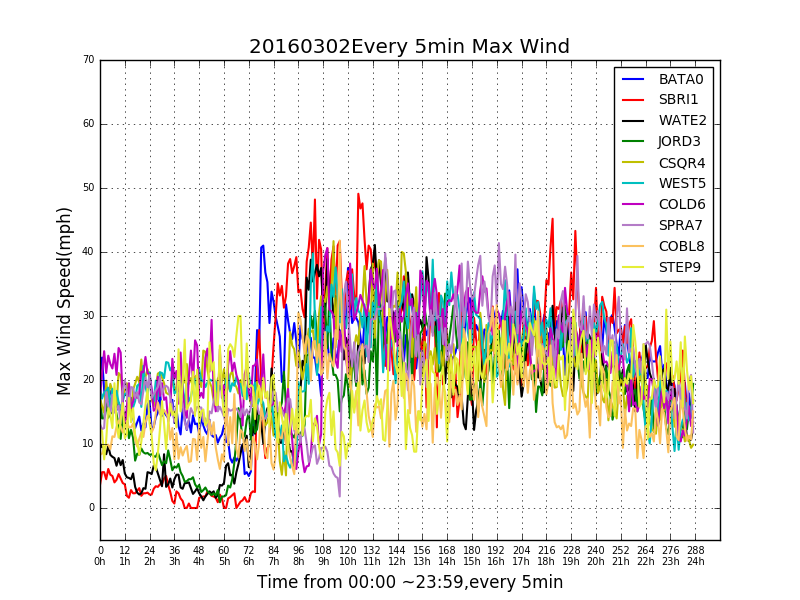 20160302Every 5min Max Wind
Max Wind Speed(mph)
70
60
50
40
30
20
10
0
BATA0
SBRI1
WATE2
JORD3
CSQR4
WEST5
COLD6
SPRA7
COBL8
STEP9
0 12 24 36 48 60 72 84 96 108 120 132 144 156 168 180 192 204 216 228 240 252 264 276 288
0h 1h 2h 3h 4h 5h 6h 7h 8h 9h 10h 11h 12h 13h 14h 15h 16h 17h 18h 19h 20h 21h 22h 23h 24h
Time from 00:00 ~23:59,every 5min